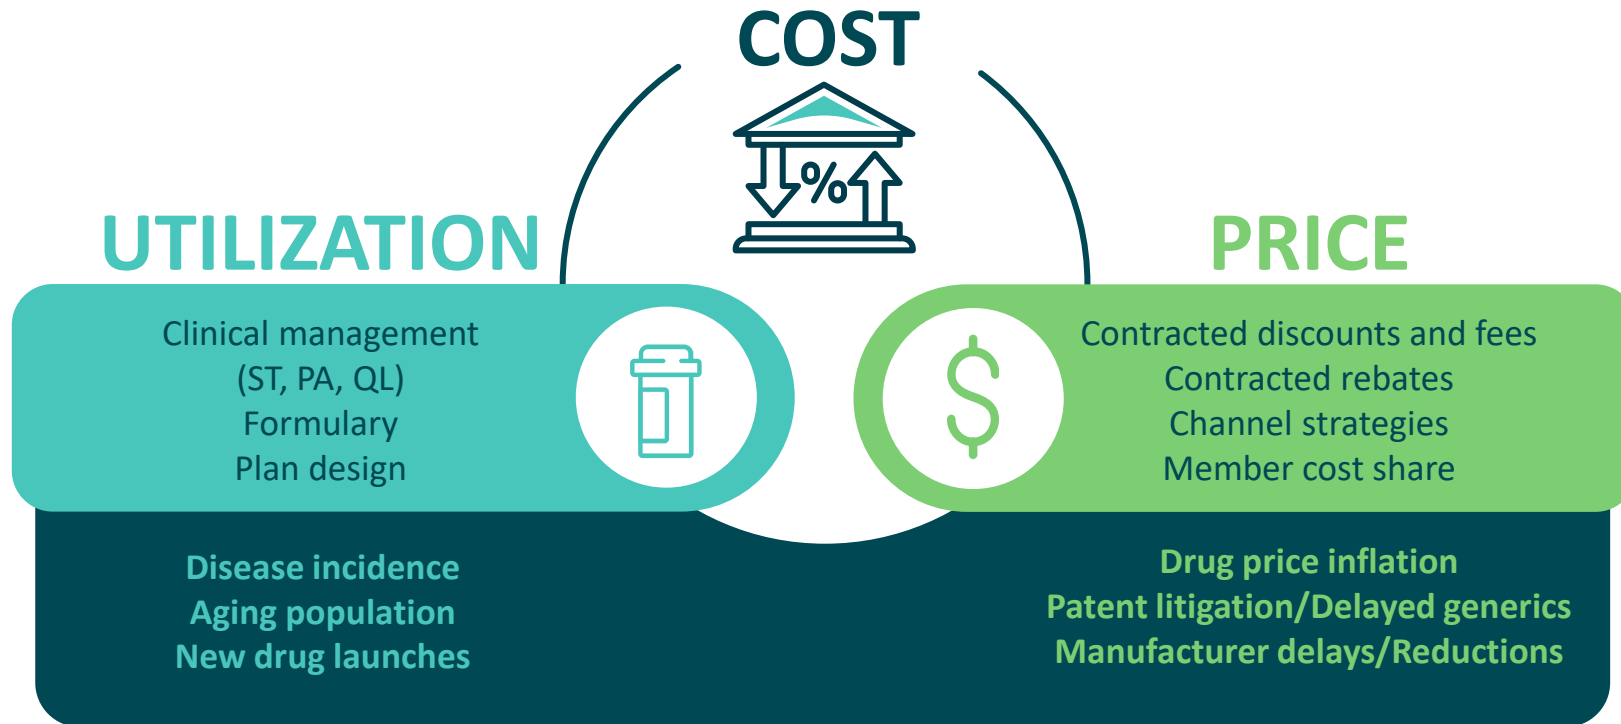 COST
%
UTILIZATION
Clinical management
(ST, PA, QL)
Formulary
Plan design
Disease incidence
Aging population
New drug launches
PRICE
$
Contracted discounts and fees
Contracted rebates
Channel strategies
Member cost share
Drug price inflation
Patent litigation/Delayed generics
Manufacturer delays/Reductions